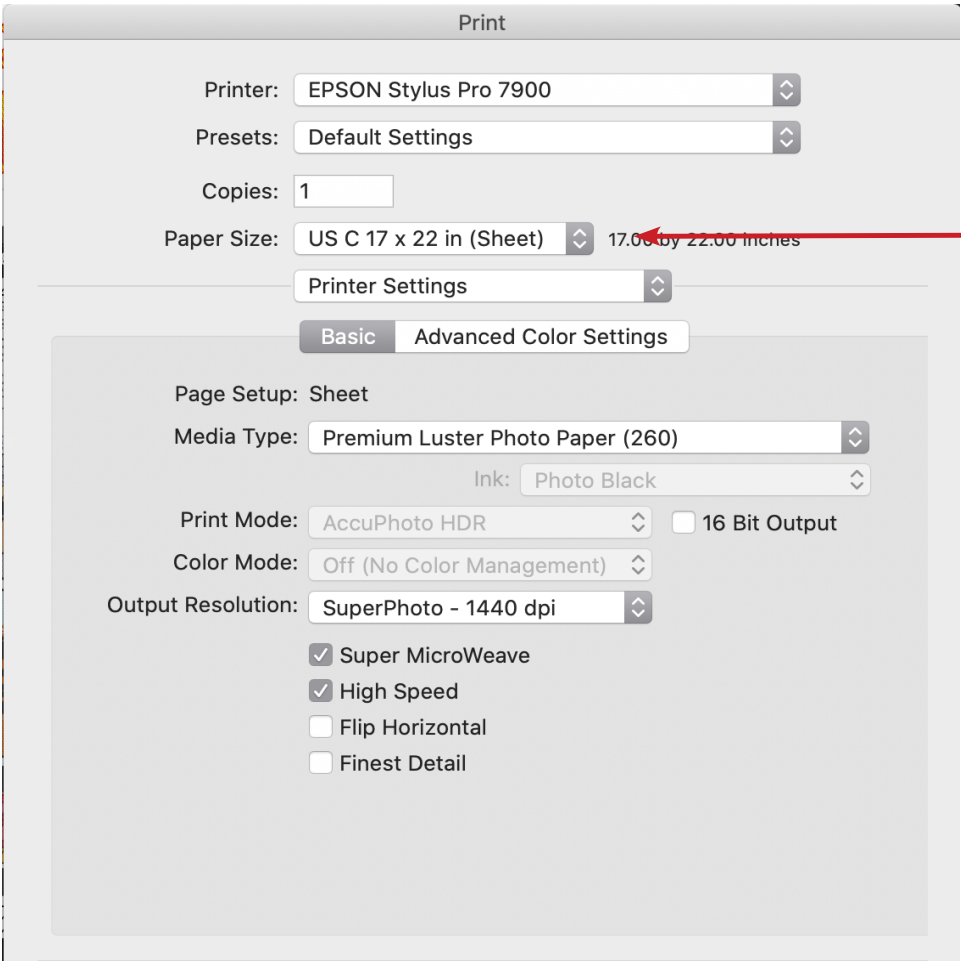 Print
Printer: EPSON Stylus Pro 7900
Presets: Default Settings
Copies: 1
Paper Size: US C 17 x 22 in (Sheet) 17.00 by 22.00 inches
Printer Settings
Basic Advanced Color Settings
Page Setup: Sheet
Media Type: Premium Luster Photo Paper (260)
Ink: Photo Black
Print Mode: AccuPhoto HDR 16 Bit Output
Color Mode: Off (No Color Management)
Output Resolution: SuperPhoto - 1440 dpi
Super MicroWeave
High Speed
Flip Horizontal
Finest Detail